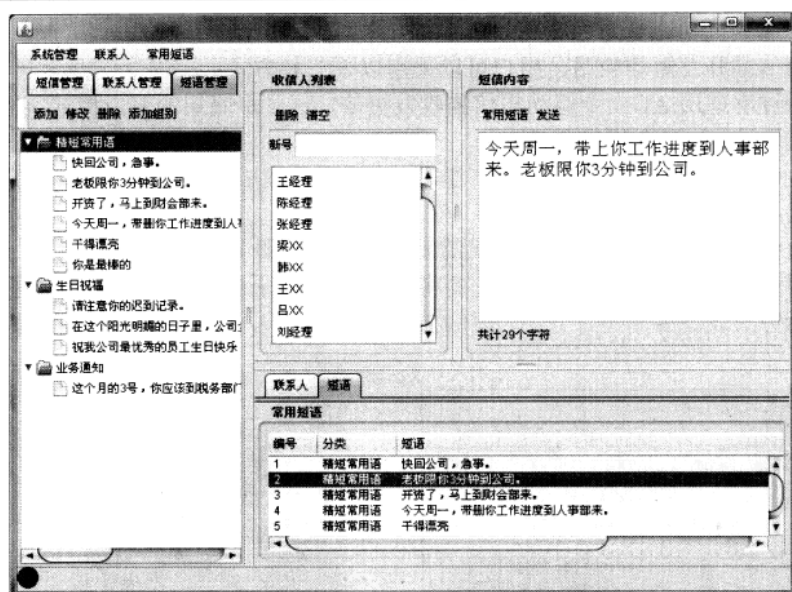 系统管理 联系人 常用短语
短信管理 联系人管理 短语管理
添加 修改 删除 添加组别
精短常用语
快回公司，急事。
老板限你3分钟到公司。
开资了，马上到财会部来。
今天周一，带删你工作进度到人事
干得漂亮
你是最棒的
生日祝福
请注意你的迟到记录。
在这个阳光明媚的日子里，公司
祝我公司最优秀的员工生日快乐
业务通知
这个月的3号，你应该到税务部门
收信人列表
删除 清空
新号
王经理
陈经理
张经理
梁XX
韩XX
王XX
吕XX
刘经理
短信内容
常用短语 发送
今天周一，带上你工作进度到人事部
来。老板限你3分钟到公司。
共计29个字符
联系人 短语
常用短语
编号 分类 短语
1 精短常用语 快回公司，急事。
2 精短常用语 老板限你3分钟到公司。
3 精短常用语 开资了，马上到财会部来。
4 精短常用语 今天周一，带删你工作进度到人事部来。
5 精短常用语 干得漂亮